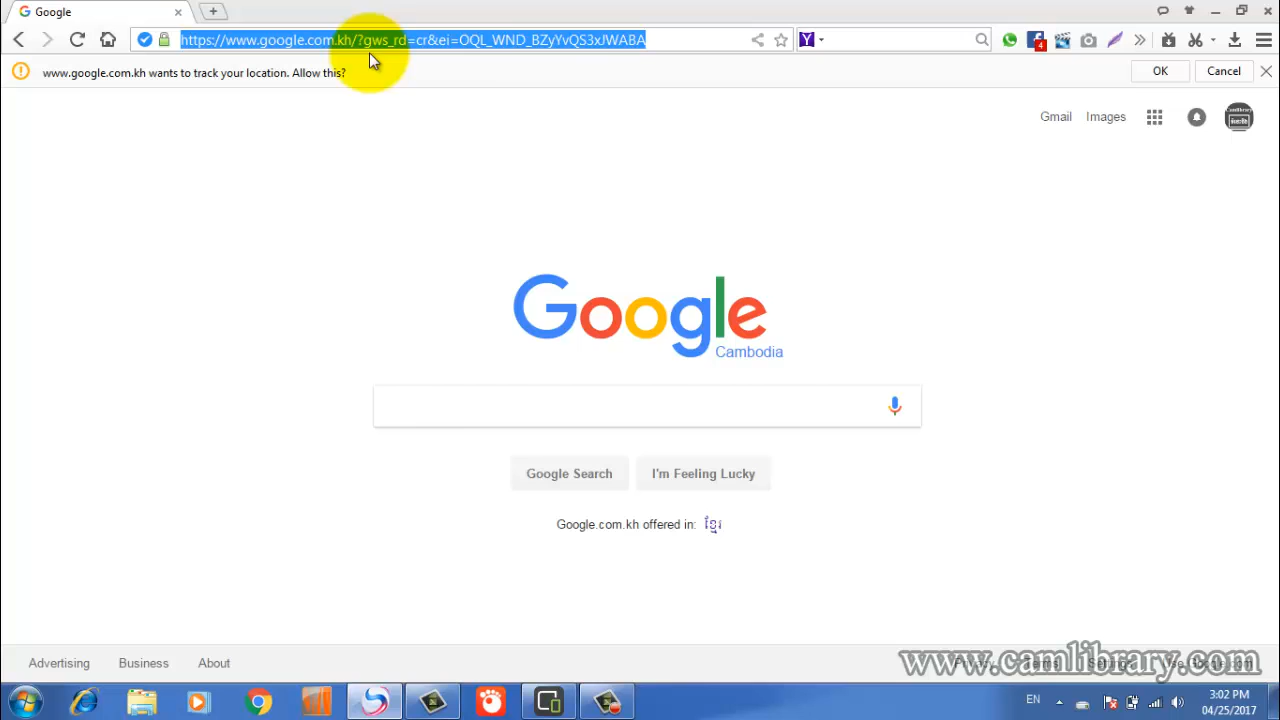 Google
https://www.google.com.kh/?gws_rd=cr&ei=OQL_WND_BZyYvQS3xJWABA
4
www.google.com.kh wants to track your location. Allow this?
OK
Cancel
Gmail
Images
Google
Cambodia
Google Search
I'm Feeling Lucky
Google.com.kh offered in: ខ្មែរ
Advertising
Business
About
www.camlibrary.com
EN
3:02 PM
04/25/2017